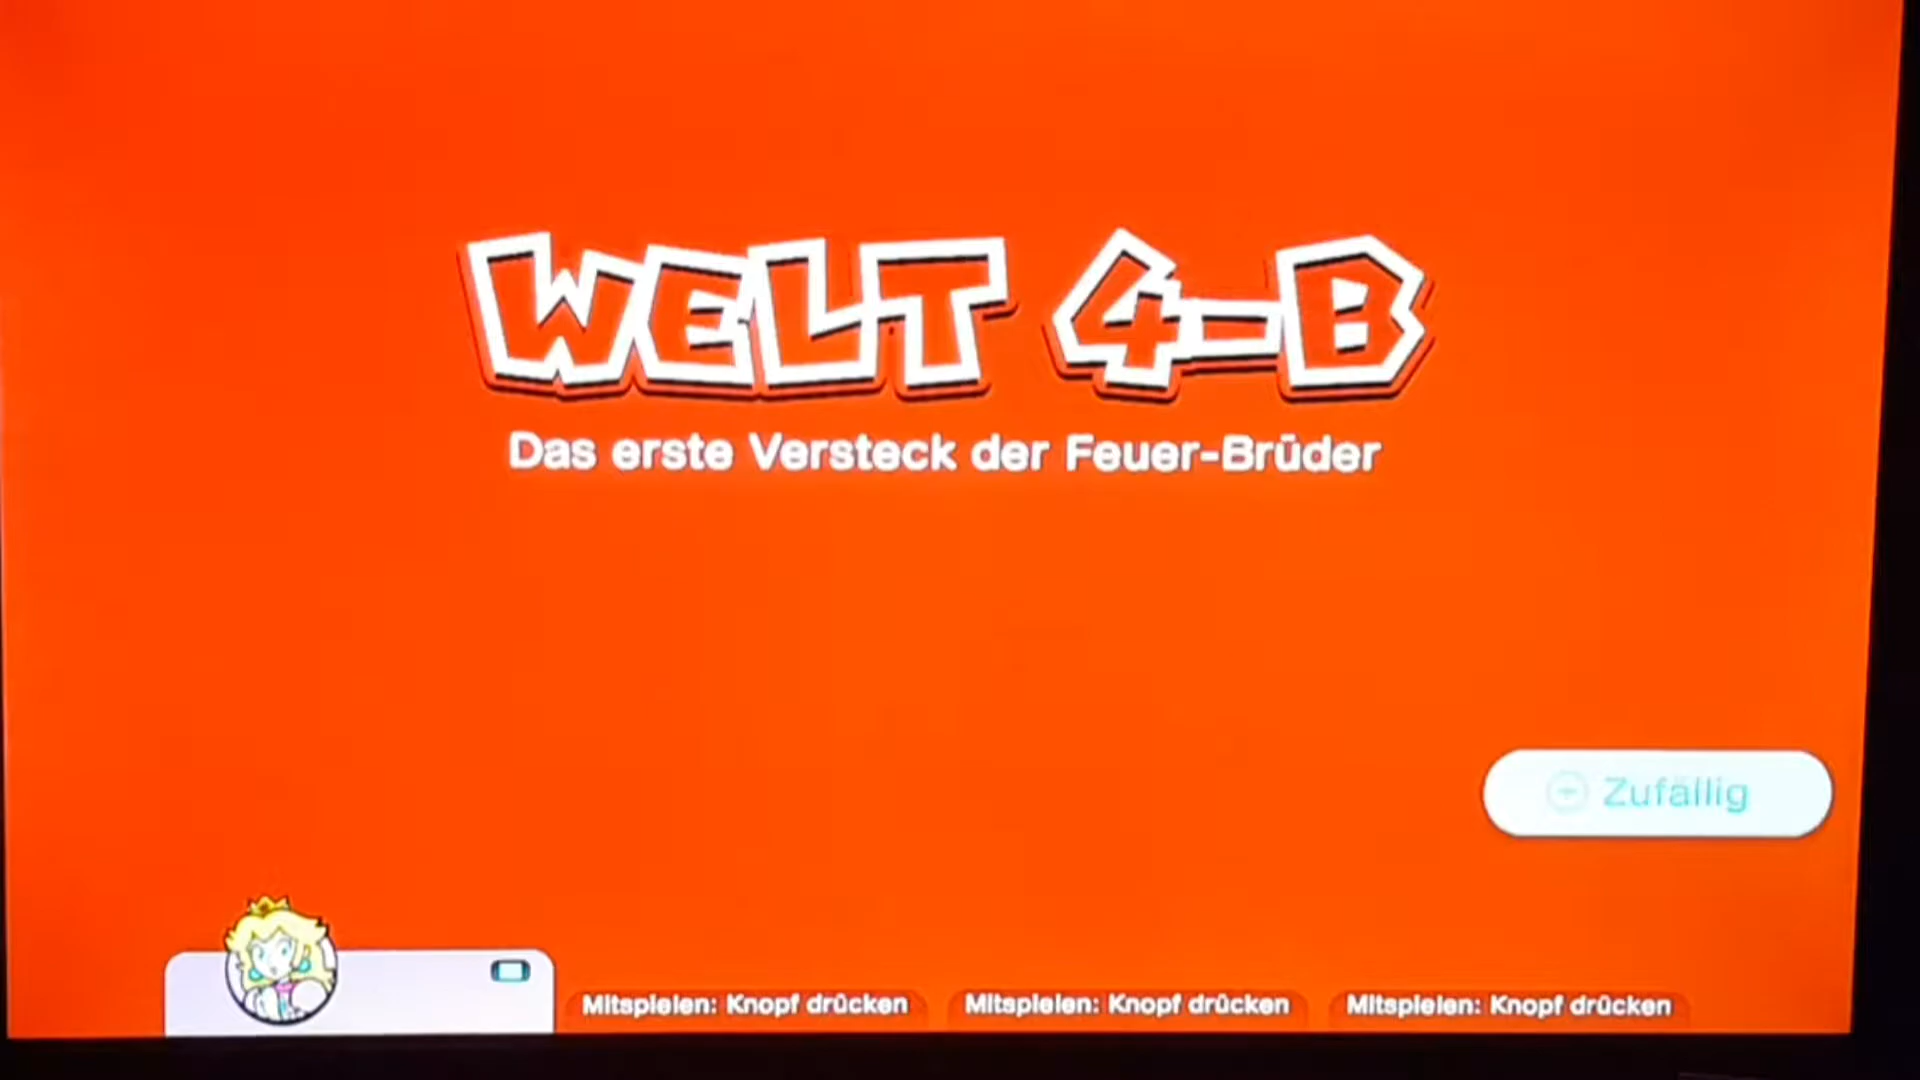 WELT 4-B
Das erste Versteck der Feuer-Brüder
Zufällig
Mitspielen: Knopf drücken
Mitspielen: Knopf drücken
Mitspielen: Knopf drücken